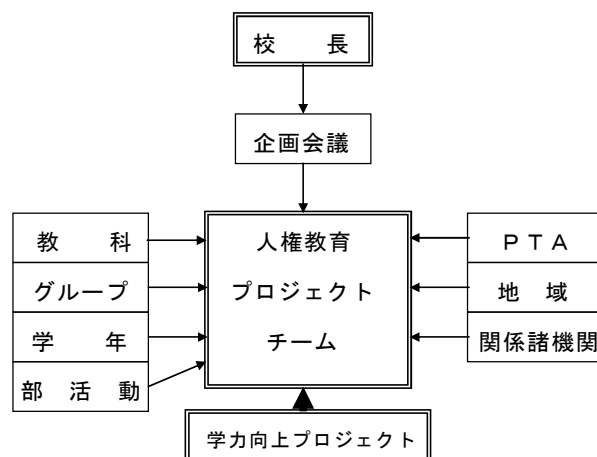 校　　長
企画会議
人権教育
プロジェクト
チーム
教　　科
グループ
学　　年
部　活　動
ＰＴＡ
地　域
関係諸機関
学力向上プロジェクト